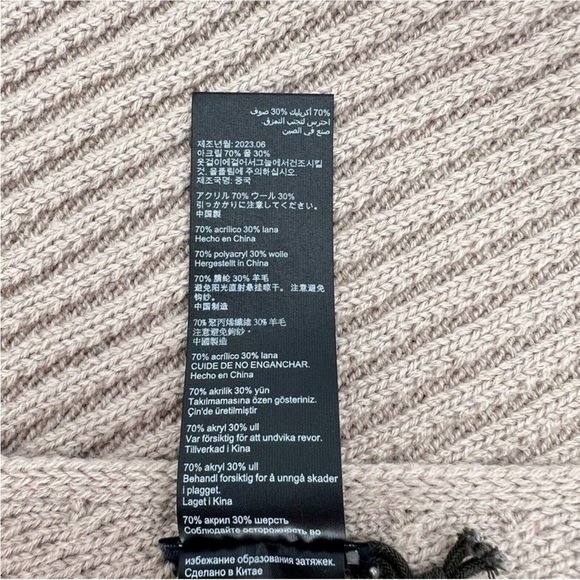 70% أكريليك 30% صوف
احترس لتجنب التمزق
صنع في الصين
제조년월: 2023.06
아크릴 70% 울 30%
옷걸이에걸어서그늘에서건조시킬
것. 올풀림에 주의하십시오.
제조국명: 중국
アクリル 70% ウール 30%
引っかかりに注意してください。
中国製
70% acrílico 30% lana
Hecho en China
70% polyacryl 30% wolle
Hergestellt in China
70% 腈纶 30% 羊毛
避免阳光直射悬挂晾干。 注意避免
钩纱。
中国制造
70% 聚丙烯纖維 30% 羊毛
注意避免鉤紗。
中國製造
70% acrílico 30% lana
CUIDE DE NO ENGANCHAR.
Hecho en China
70% akrilik 30% yün
Takılmamasına özen gösteriniz.
Çin'de üretilmiştir
70% akryl 30% ull
Var försiktig för att undvika revor.
Tillverkad i Kina
70% akryl 30% ull
Behandl forsiktig for å unngå skader
i plagget.
Laget i Kina
70% акрил 30% шерсть
Соблюдайте осторожность во
избежание образования затяжек.
Сделано в Китае